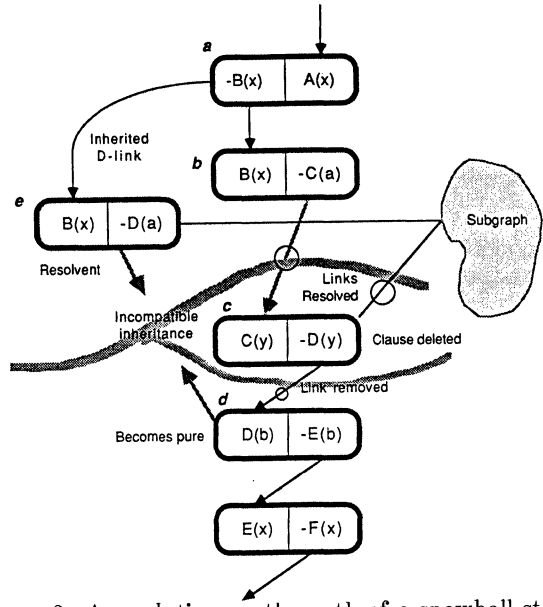 a
-B(x) A(x)
Inherited
D-link
b
B(x) -C(a)
e
B(x) -D(a)
Subgraph
Resolvent
Links
Resolved
Incompatible
inheritance
c
C(y) -D(y)
Clause deleted
Link removed
d
D(b) -E(b)
Becomes pure
E(x) -F(x)